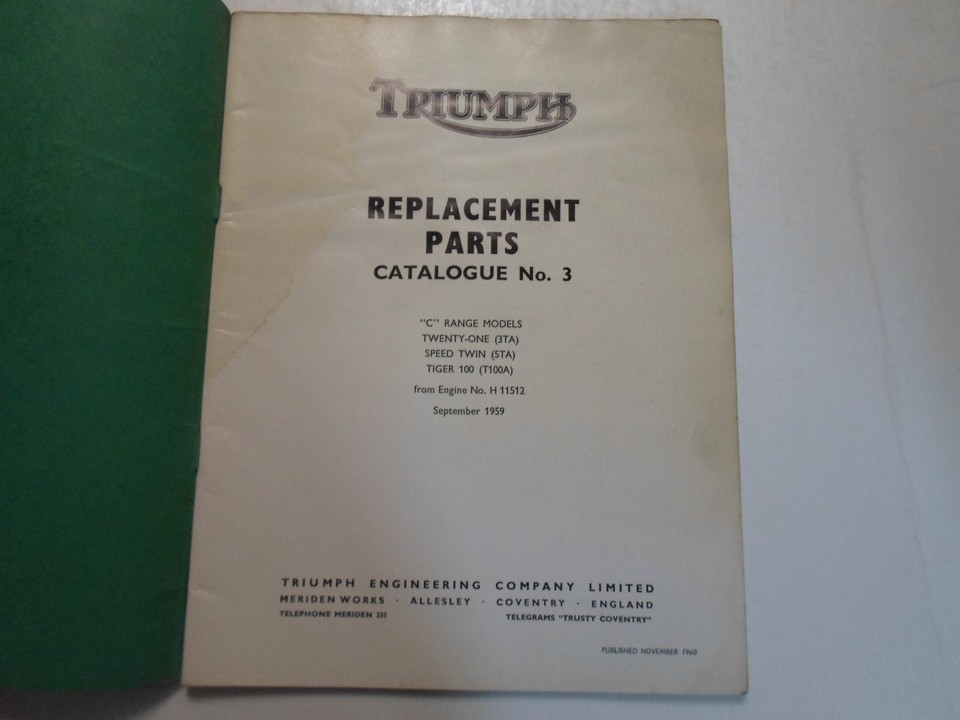 TRIUMPH
REPLACEMENT
PARTS
CATALOGUE No. 3
"C" RANGE MODELS
TWENTY-ONE (3TA)
SPEED TWIN (5TA)
TIGER 100 (T100A)
from Engine No. H 11512
September 1959
TRIUMPH ENGINEERING COMPANY LIMITED
MERIDEN WORKS · ALLESLEY · COVENTRY · ENGLAND
TELEPHONE MERIDEN 331 TELEGRAMS "TRUSTY COVENTRY"
PUBLISHED NOVEMBER 1960